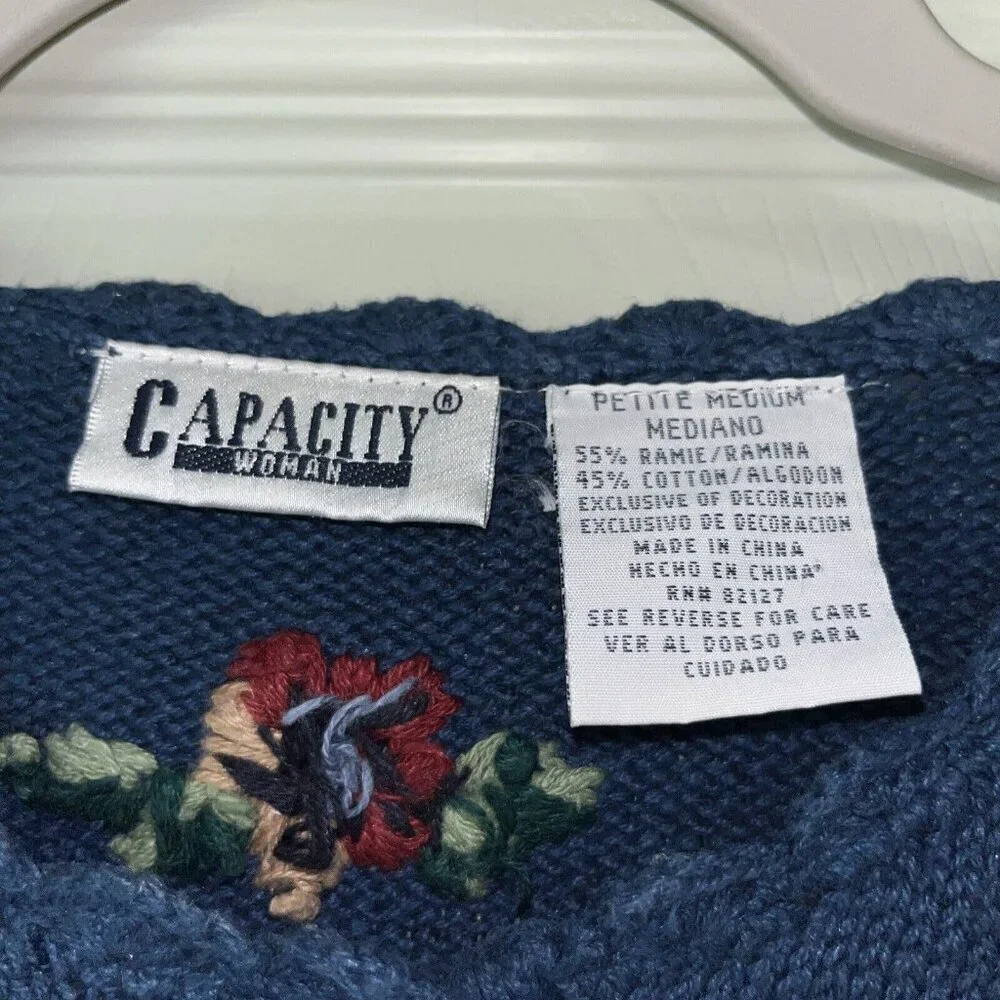 CAPACITY®
WOMAN
PETITE MEDIUM
MEDIANO
55% RAMIE/RAMINA
45% COTTON/ALGODON
EXCLUSIVE OF DECORATION
EXCLUSIVO DE DECORACION
MADE IN CHINA
HECHO EN CHINA*
RN# 82127
SEE REVERSE FOR CARE
VER AL DORSO PARA
CUIDADO